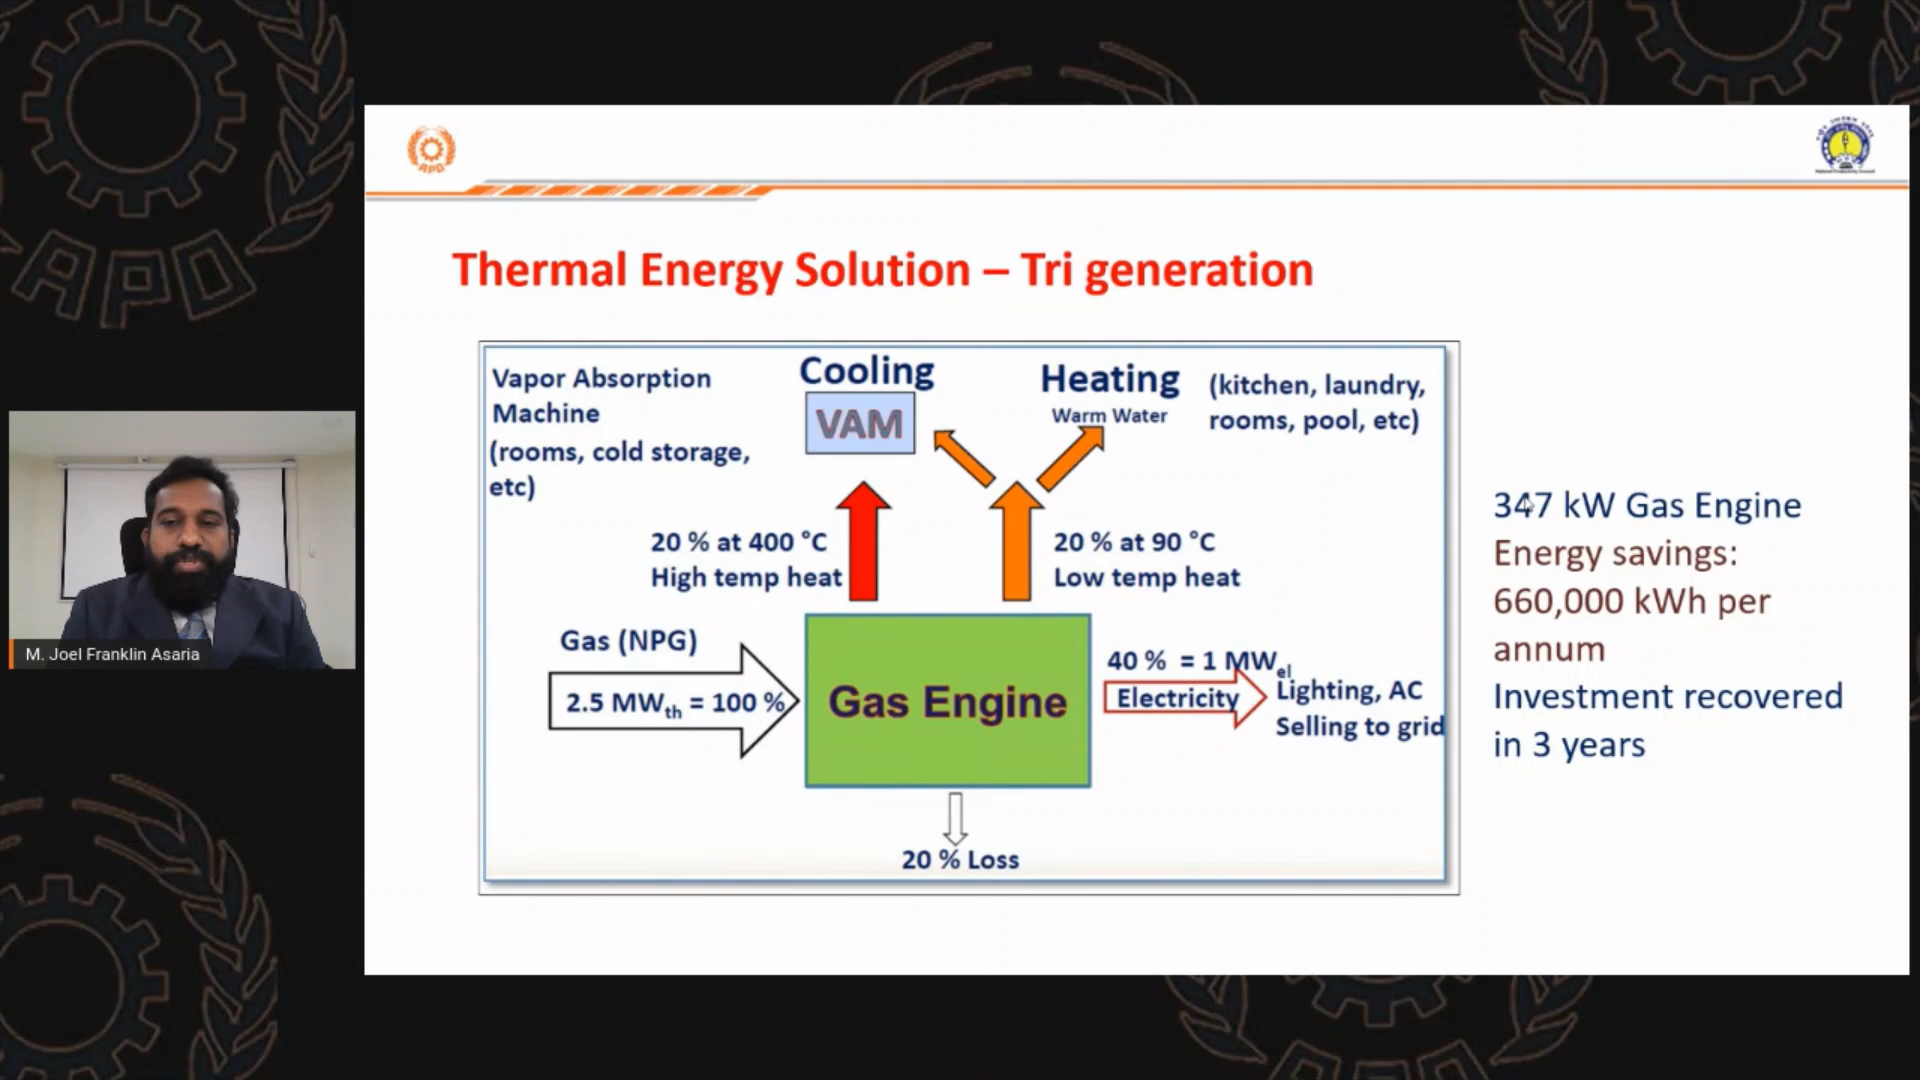 APO
APO
Thermal Energy Solution – Tri generation
Vapor Absorption
Machine
(rooms, cold storage,
etc)
Cooling
VAM
Heating
Warm Water
(kitchen, laundry,
rooms, pool, etc)
20 % at 400 °C
High temp heat
20 % at 90 °C
Low temp heat
Gas (NPG)
2.5 MWth = 100 %
Gas Engine
40 % = 1 MWel
Electricity
Lighting, AC
Selling to grid
20 % Loss
347 kW Gas Engine
Energy savings:
660,000 kWh per
annum
Investment recovered
in 3 years
M. Joel Franklin Asaria